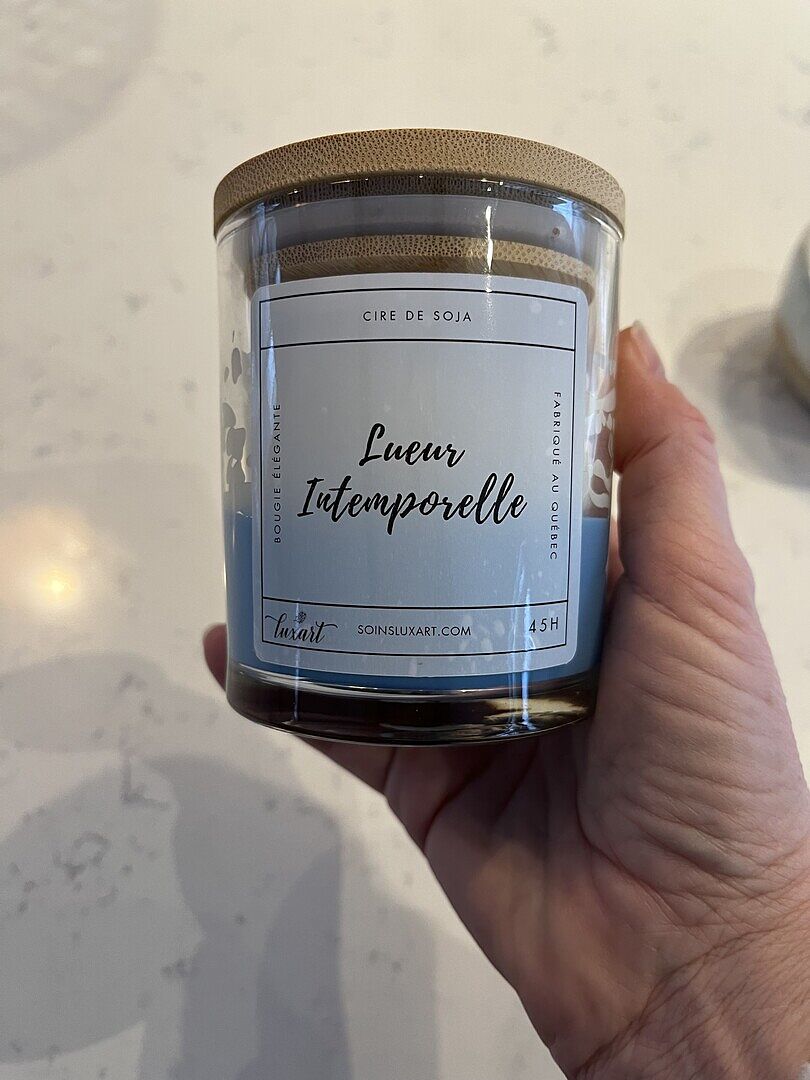 CIRE DE SOJA
BOUGIE ÉLÉGANTE
Lueur
Intemporelle
FABRIQUÉ AU QUÉBEC
luxart
SOINSLUXART.COM
45H